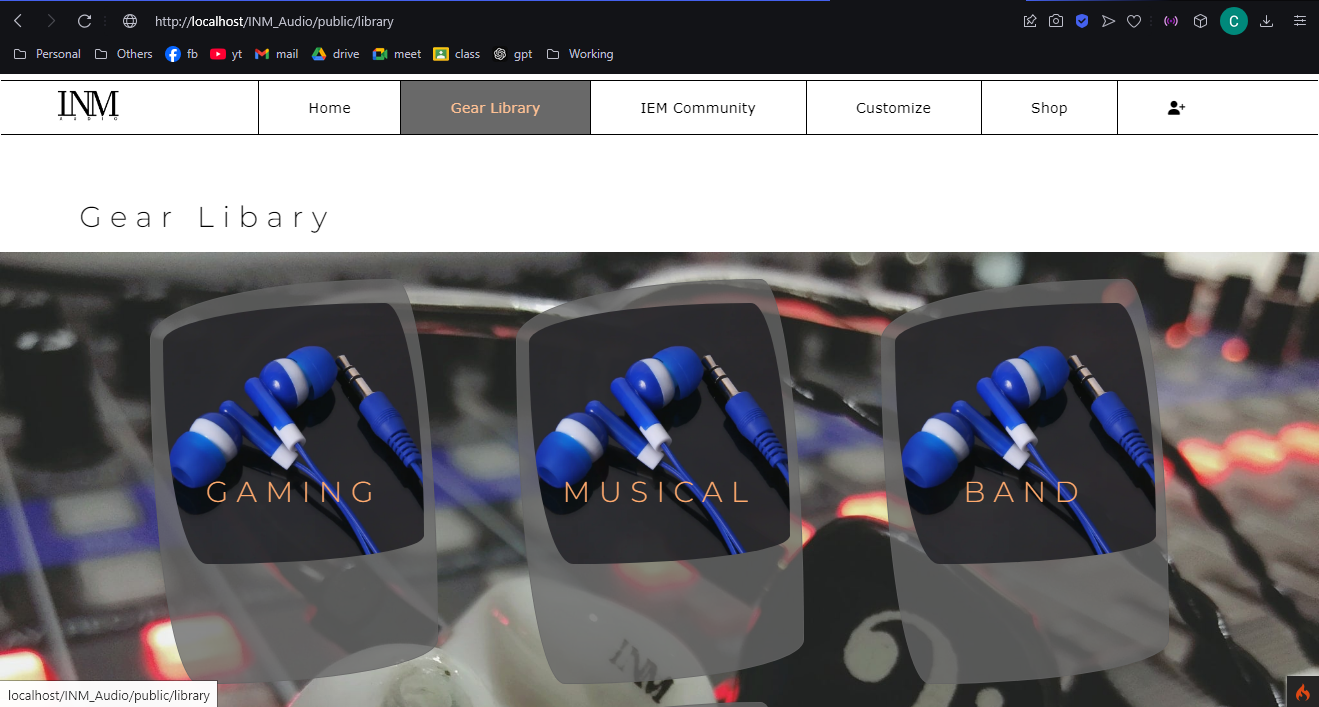 http://localhost/INM_Audio/public/library
C
Personal Others fb yt mail drive meet class gpt Working
INM
AUDIO
Home Gear Library IEM Community Customize Shop
Gear Libary
GAMING MUSICAL BAND
INM
localhost/INM_Audio/public/library